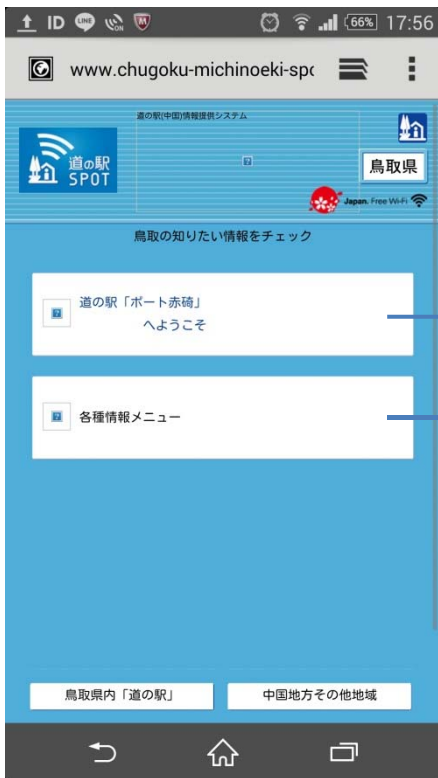 ID LINE ON 66% 17:56
www.chugoku-michinoeki-spc
道の駅(中国)情報提供システム
道の駅
SPOT
鳥取県
Japan. Free Wi-Fi
鳥取の知りたい情報をチェック
道の駅「ポート赤碕」
へようこそ
各種情報メニュー
鳥取県内「道の駅」
中国地方その他地域